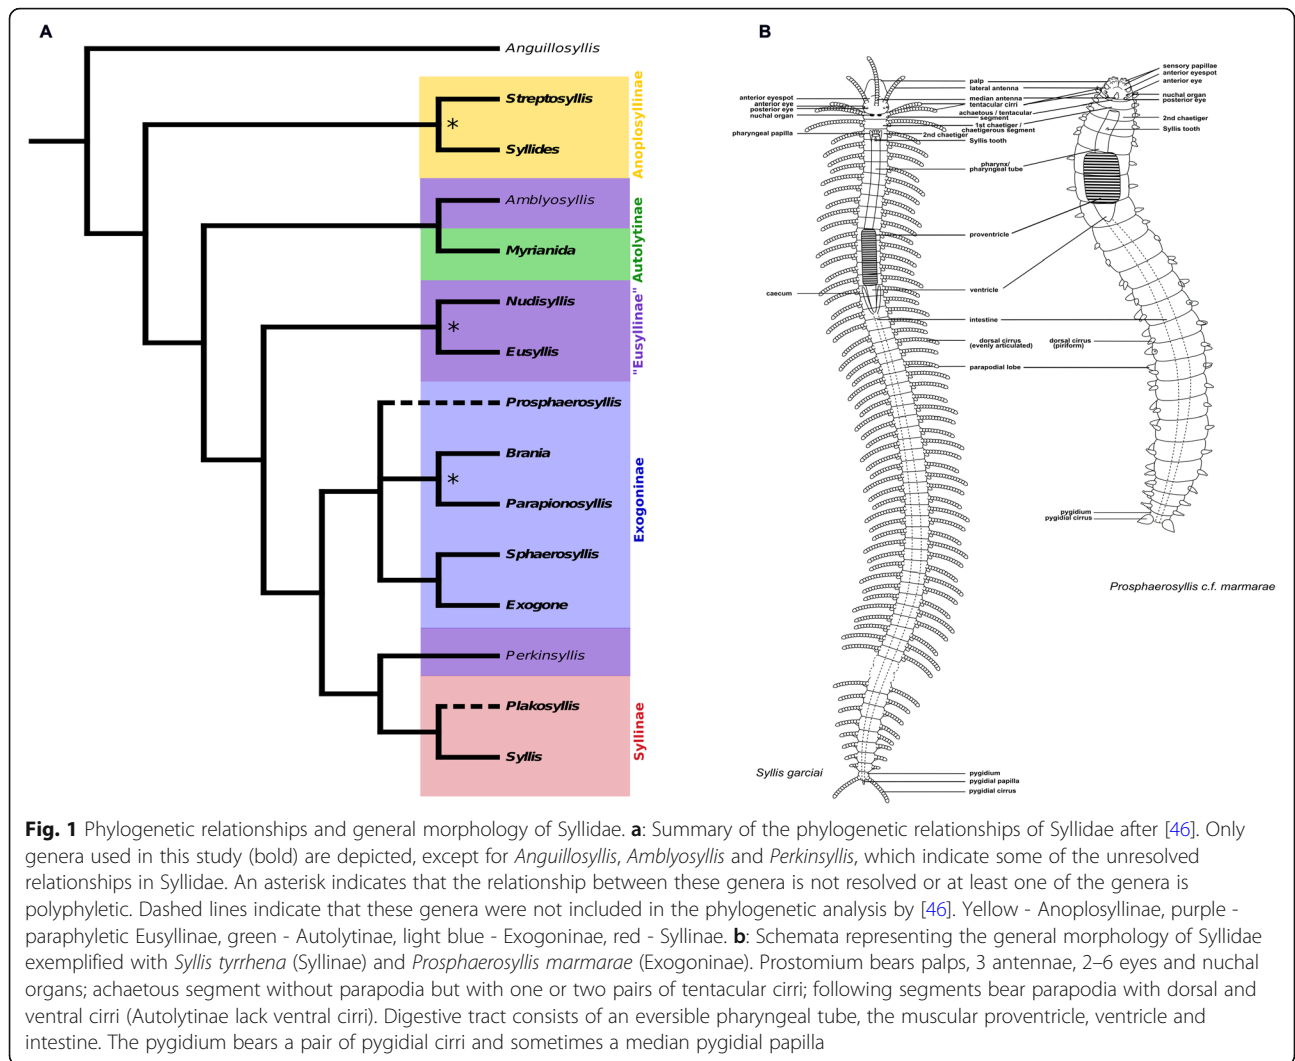 A
Anguillosyllis
Streptosyllis
*
Syllides
Anoplosyllinae
Amblyosyllis
Myrianida
Autolytinae
Nudisyllis
*
Eusyllis
"Eusyllinae"
Prosphaerosyllis
Brania
*
Parapionosyllis
Sphaerosyllis
Exogone
Exogoninae
Perkinsyllis
Plakosyllis
Syllis
Syllinae
B
anterior eyespot
anterior eye
posterior eye
nuchal organ
pharyngeal papilla
caecum
palp
lateral antenna
median antenna
tentacular cirri
achaetous / tentacular
segment
1st chaetiger /
chaetigerous segment
2nd chaetiger
Syllis tooth
pharynx/
pharyngeal tube
proventricle
ventricle
intestine
dorsal cirrus
(evenly articulated)
dorsal cirrus
(piriform)
parapodial lobe
sensory papillae
anterior eyespot
anterior eye
nuchal organ
posterior eye
2nd chaetiger
Syllis tooth
pygidium
pygidial cirrus
Prosphaerosyllis c.f. marmarae
Syllis garciai
pygidium
pygidial papilla
pygidial cirrus
Fig. 1 Phylogenetic relationships and general morphology of Syllidae. a: Summary of the phylogenetic relationships of Syllidae after [46]. Only
genera used in this study (bold) are depicted, except for Anguillosyllis, Amblyosyllis and Perkinsyllis, which indicate some of the unresolved
relationships in Syllidae. An asterisk indicates that the relationship between these genera is not resolved or at least one of the genera is
polyphyletic. Dashed lines indicate that these genera were not included in the phylogenetic analysis by [46]. Yellow - Anoplosyllinae, purple -
paraphyletic Eusyllinae, green - Autolytinae, light blue - Exogoninae, red - Syllinae. b: Schemata representing the general morphology of Syllidae
exemplified with Syllis tyrrhena (Syllinae) and Prosphaerosyllis marmarae (Exogoninae). Prostomium bears palps, 3 antennae, 2–6 eyes and nuchal
organs; achaetous segment without parapodia but with one or two pairs of tentacular cirri; following segments bear parapodia with dorsal and
ventral cirri (Autolytinae lack ventral cirri). Digestive tract consists of an eversible pharyngeal tube, the muscular proventricle, ventricle and
intestine. The pygidium bears a pair of pygidial cirri and sometimes a median pygidial papilla